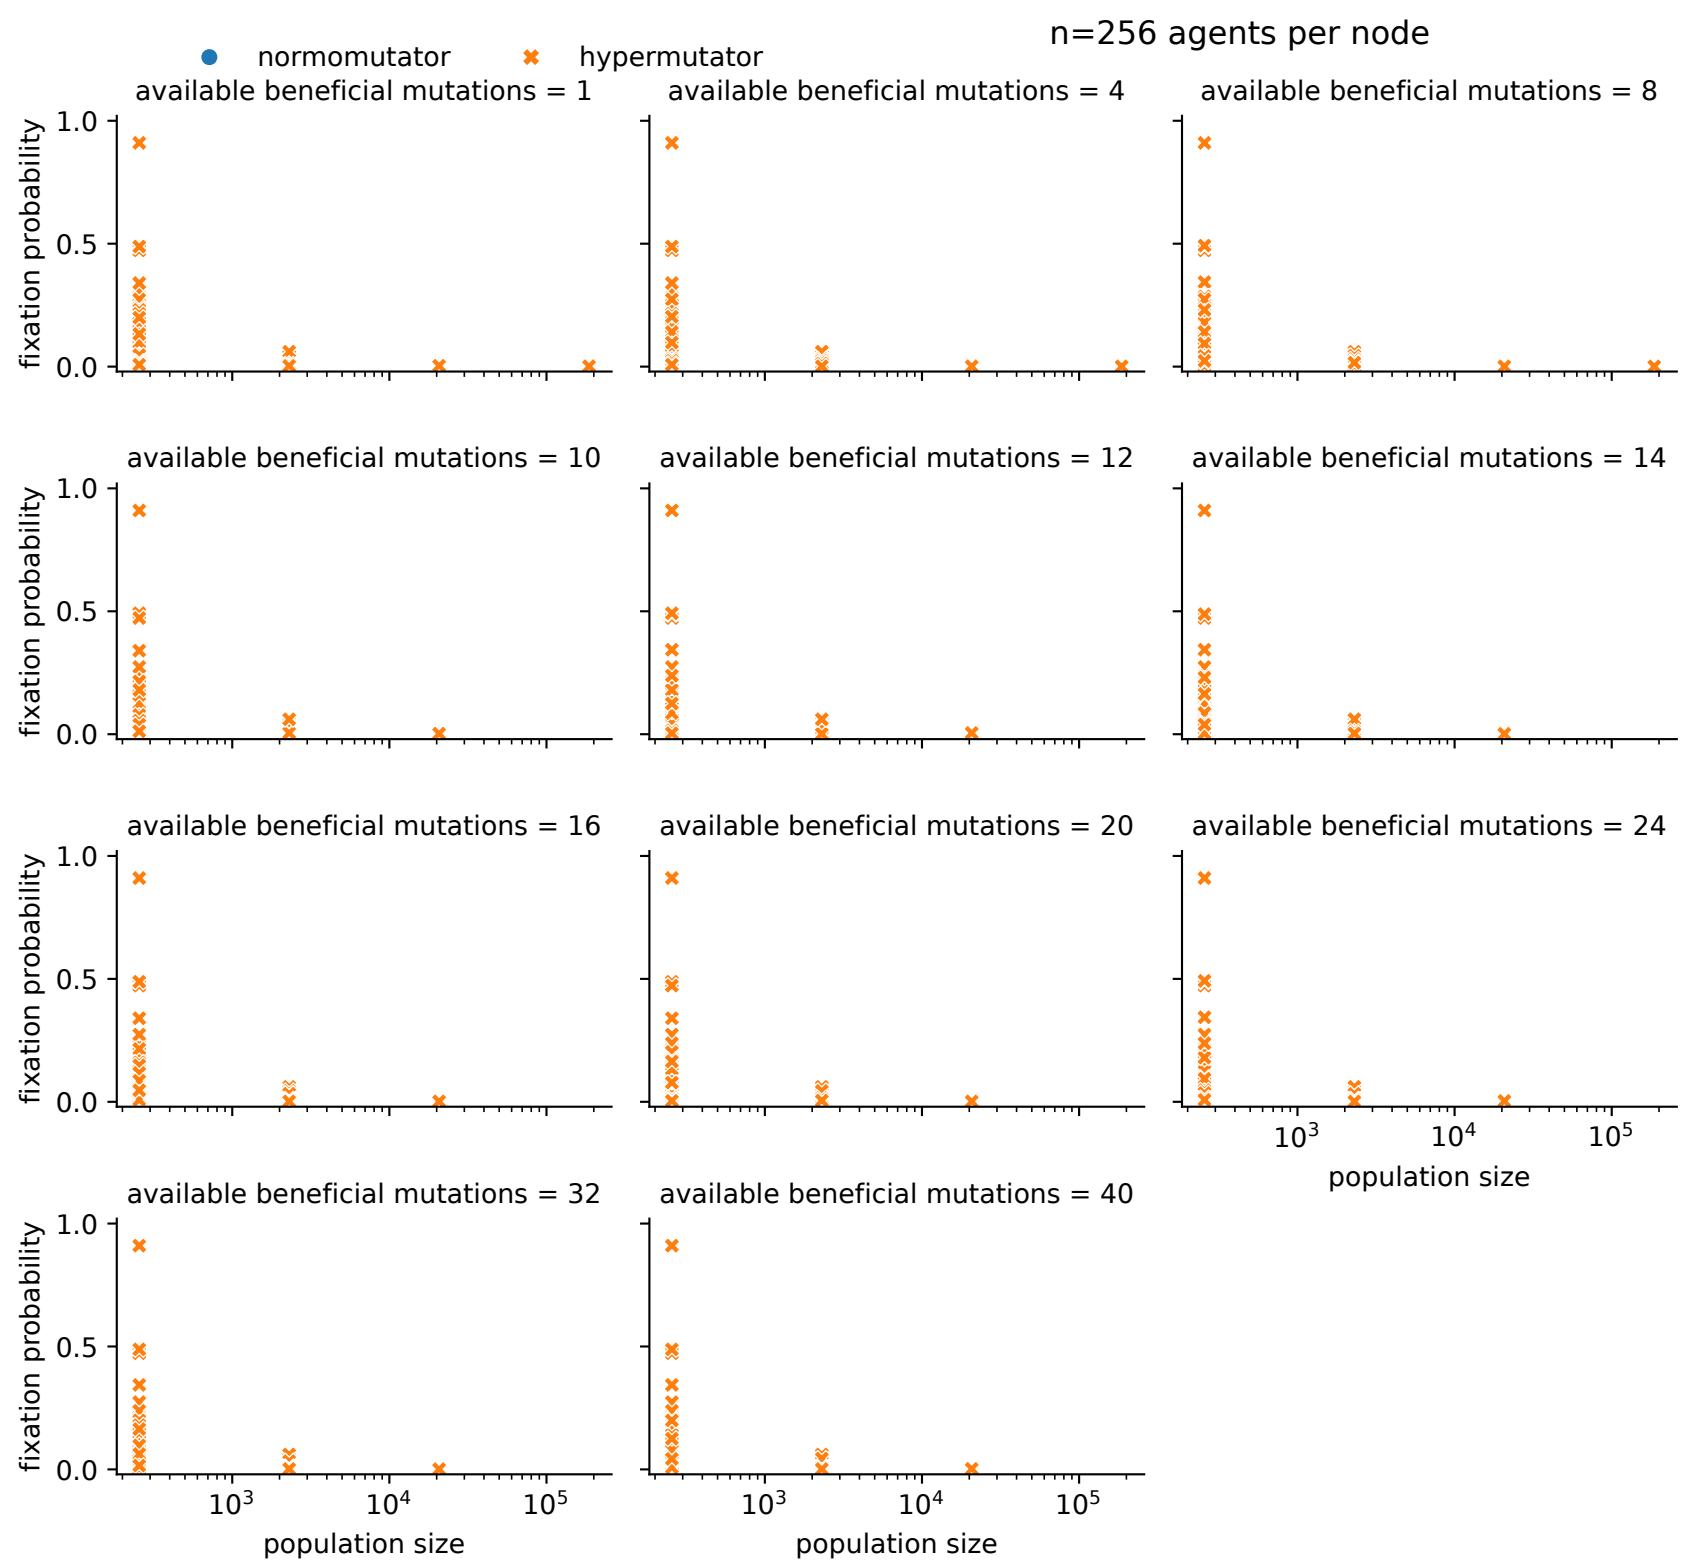 n=256 agents per node
normomutator hypermutator
available beneficial mutations = 1 available beneficial mutations = 4 available beneficial mutations = 8
fixation probability
1.0
0.5
0.0
available beneficial mutations = 10 available beneficial mutations = 12 available beneficial mutations = 14
fixation probability
1.0
0.5
0.0
available beneficial mutations = 16 available beneficial mutations = 20 available beneficial mutations = 24
fixation probability
1.0
0.5
0.0
10³ 10⁴ 10⁵
population size
available beneficial mutations = 32 available beneficial mutations = 40
fixation probability
1.0
0.5
0.0
10³ 10⁴ 10⁵ 10³ 10⁴ 10⁵
population size population size